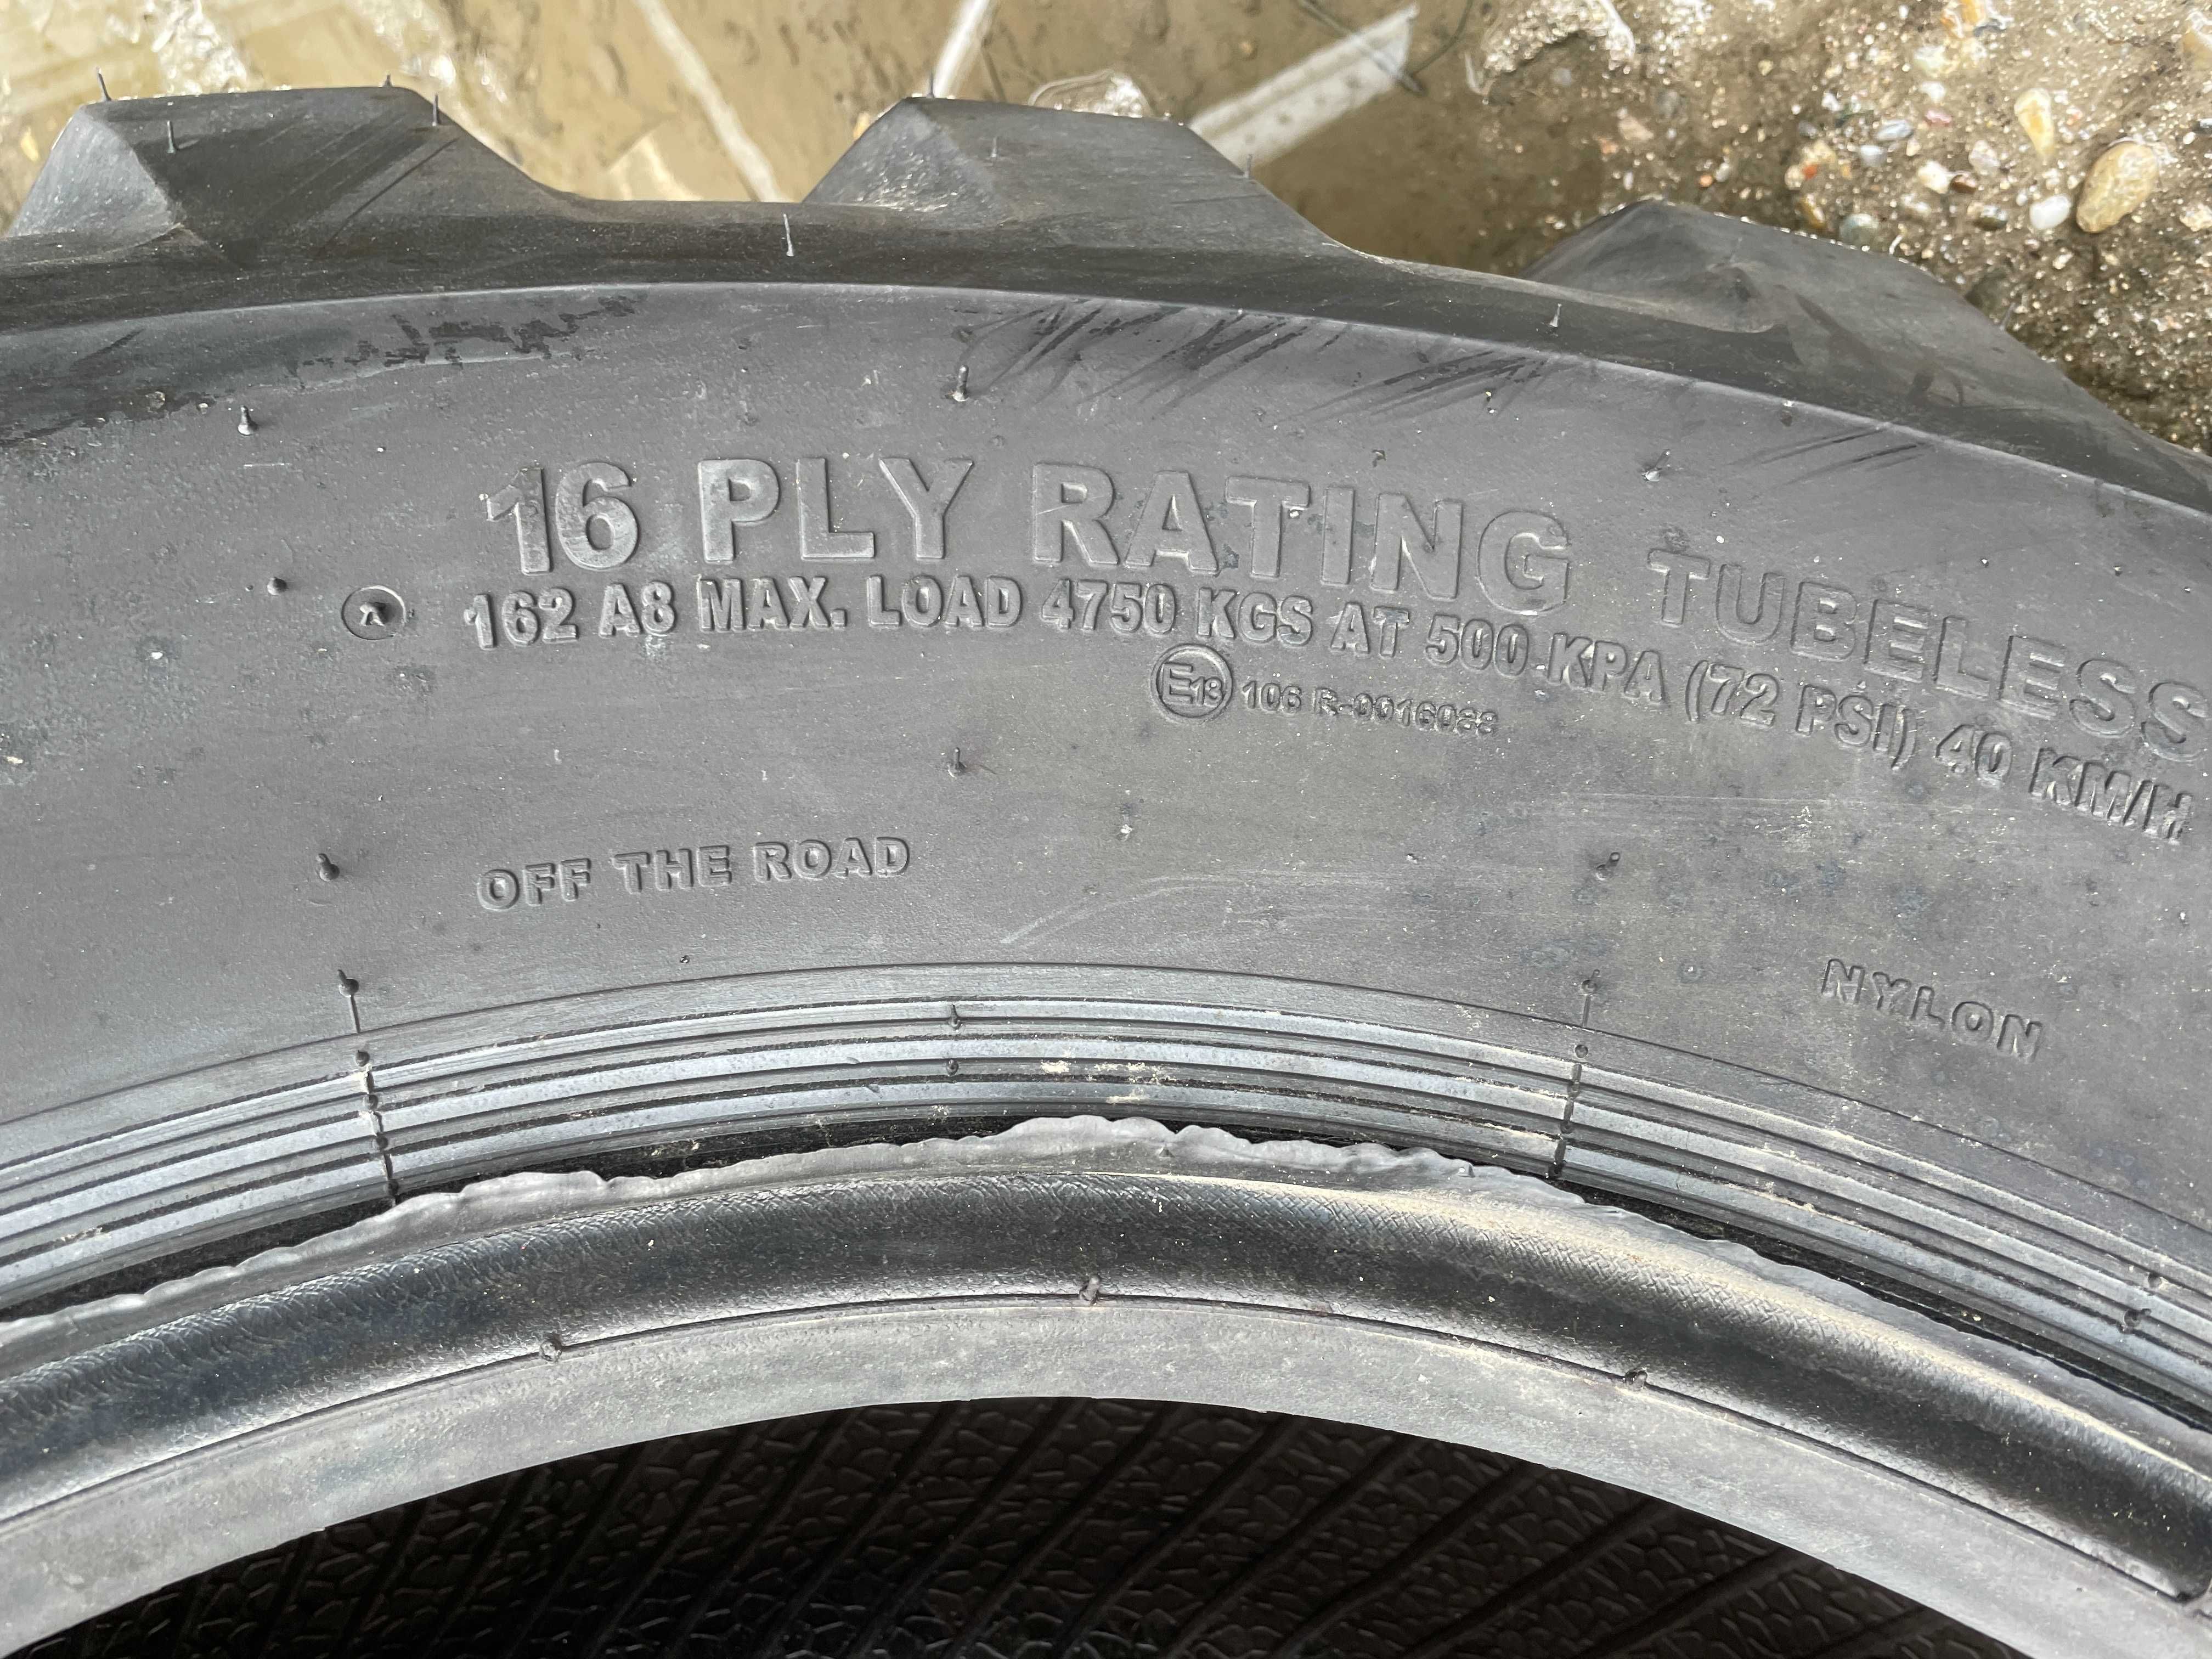 16 PLY RATING TUBELESS
162 A8 MAX. LOAD 4750 KGS AT 500 KPA (72 PSI) 40 KM/H
E13 106 R-0016088
OFF THE ROAD
NYLON